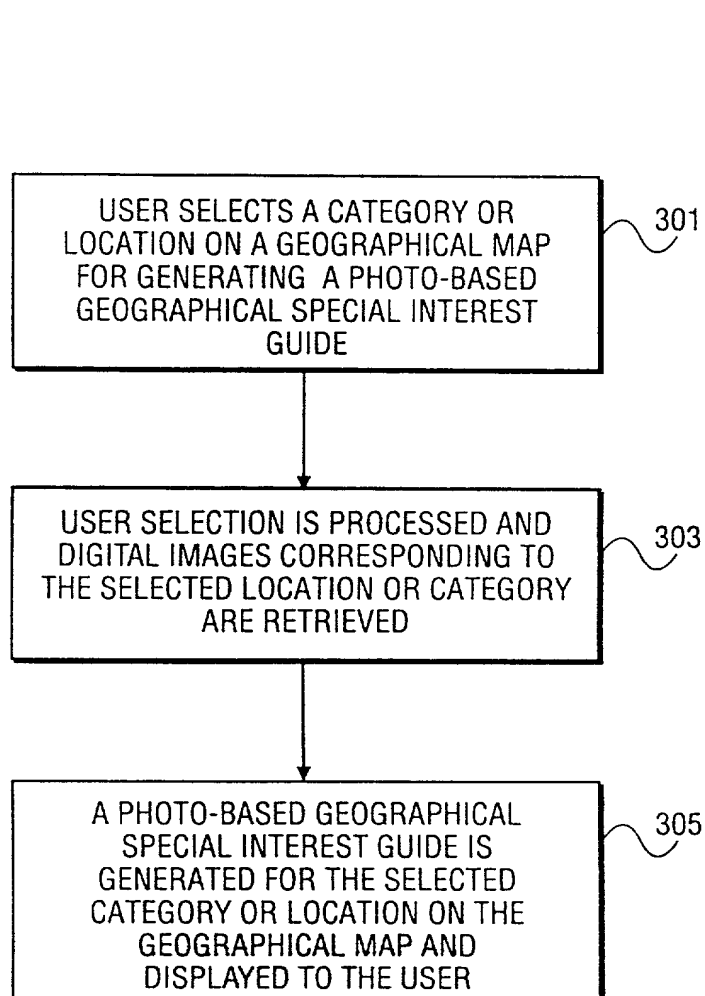 USER SELECTS A CATEGORY OR
LOCATION ON A GEOGRAPHICAL MAP
FOR GENERATING A PHOTO-BASED
GEOGRAPHICAL SPECIAL INTEREST
GUIDE
301
USER SELECTION IS PROCESSED AND
DIGITAL IMAGES CORRESPONDING TO
THE SELECTED LOCATION OR CATEGORY
ARE RETRIEVED
303
A PHOTO-BASED GEOGRAPHICAL
SPECIAL INTEREST GUIDE IS
GENERATED FOR THE SELECTED
CATEGORY OR LOCATION ON THE
GEOGRAPHICAL MAP AND
DISPLAYED TO THE USER
305